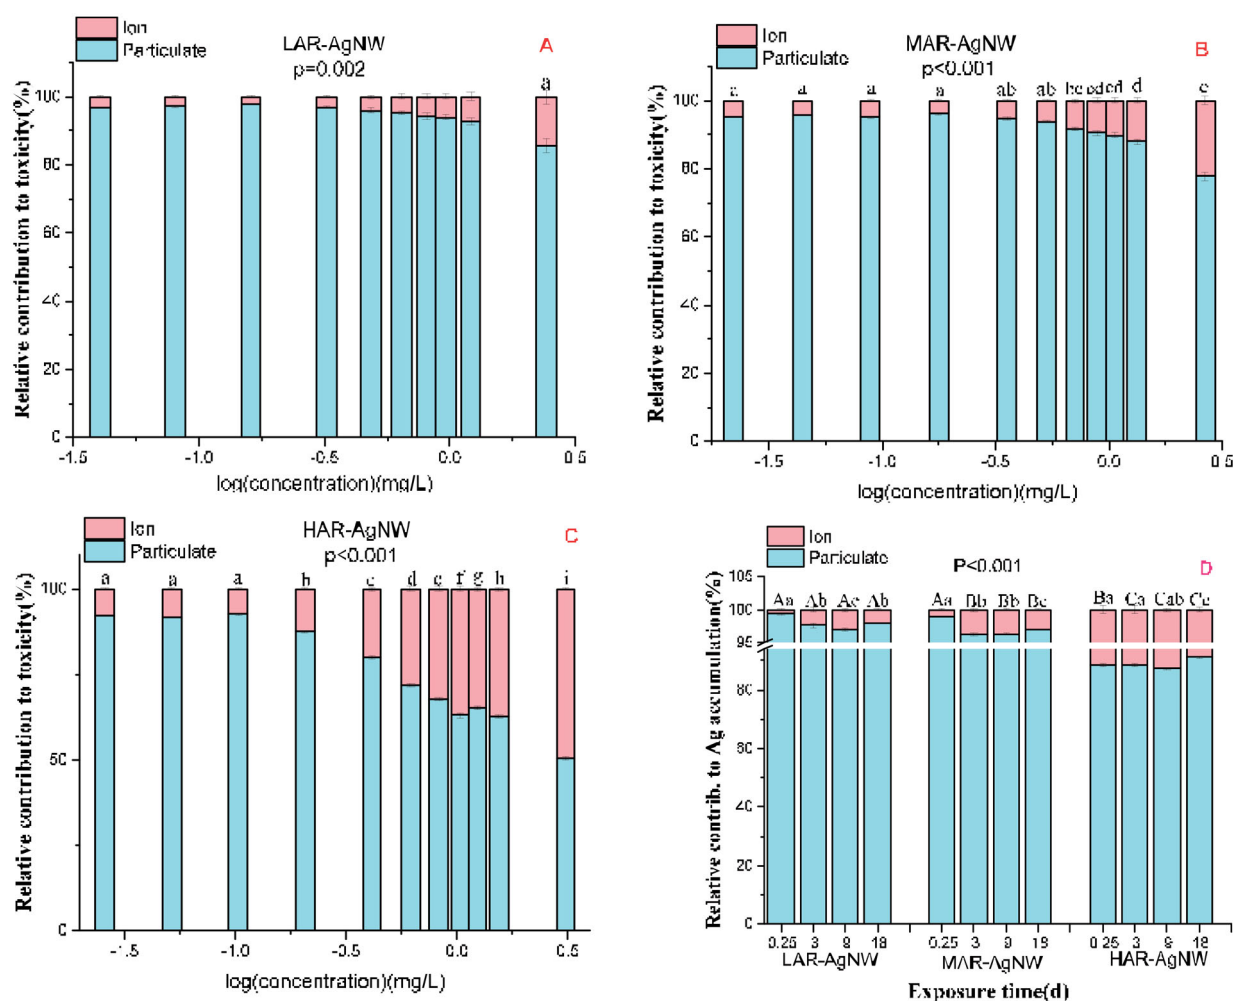 Ion
Particulate
LAR-AgNW
p=0.002
A
a
Relative contribution to toxicity(%)
100
80
60
40
20
0
-1.5
-1.0
-0.5
0.0
0.5
log(concentration)(mg/L)
Ion
Particulate
MAR-AgNW
p<0.001
B
a a a a ab ab bc cd cd d e
Relative contribution to toxicity(%)
100
80
60
40
20
0
-1.5
-1.0
-0.5
0.0
0.5
log(concentration)(mg/L)
Ion
Particulate
HAR-AgNW
p<0.001
C
a a a b c d e f g h i
Relative contribution to toxicity(%)
100
50
0
-1.5
-1.0
-0.5
0.0
0.5
log(concentration)(mg/L)
Ion
Particulate
P<0.001
D
Aa Ab Ac Ab Aa Bb Bb Bc Ba Ca Cab Cc
Relative contrib. to Ag accumulation(%)
105
100
95
80
60
40
20
0
0.25 3 9 18 0.25 3 9 18 0.25 3 9 18
LAR-AgNW MAR-AgNW HAR-AgNW
Exposure time(d)